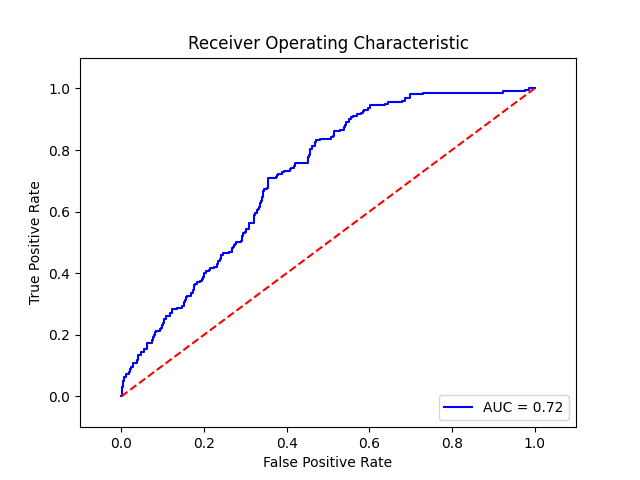 Receiver Operating Characteristic
True Positive Rate
1.0
0.8
0.6
0.4
0.2
0.0
AUC = 0.72
0.0 0.2 0.4 0.6 0.8 1.0
False Positive Rate